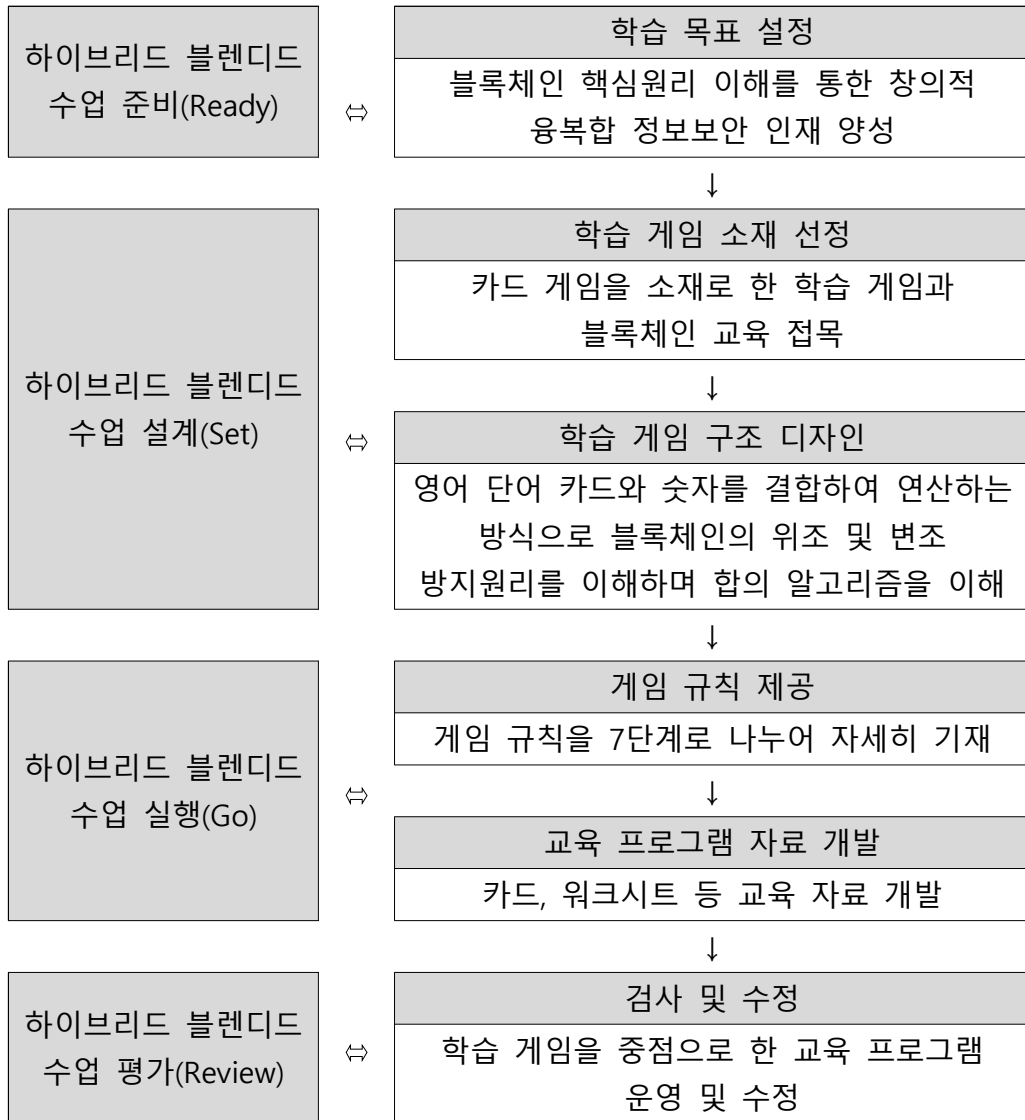 하이브리드 블렌디드
수업 준비(Ready)
⇔
학습 목표 설정
블록체인 핵심원리 이해를 통한 창의적
융복합 정보보안 인재 양성
↓
하이브리드 블렌디드
수업 설계(Set)
⇔
학습 게임 소재 선정
카드 게임을 소재로 한 학습 게임과
블록체인 교육 접목
↓
학습 게임 구조 디자인
영어 단어 카드와 숫자를 결합하여 연산하는
방식으로 블록체인의 위조 및 변조
방지원리를 이해하며 합의 알고리즘을 이해
↓
하이브리드 블렌디드
수업 실행(Go)
⇔
게임 규칙 제공
게임 규칙을 7단계로 나누어 자세히 기재
↓
교육 프로그램 자료 개발
카드, 워크시트 등 교육 자료 개발
↓
하이브리드 블렌디드
수업 평가(Review)
⇔
검사 및 수정
학습 게임을 중점으로 한 교육 프로그램
운영 및 수정